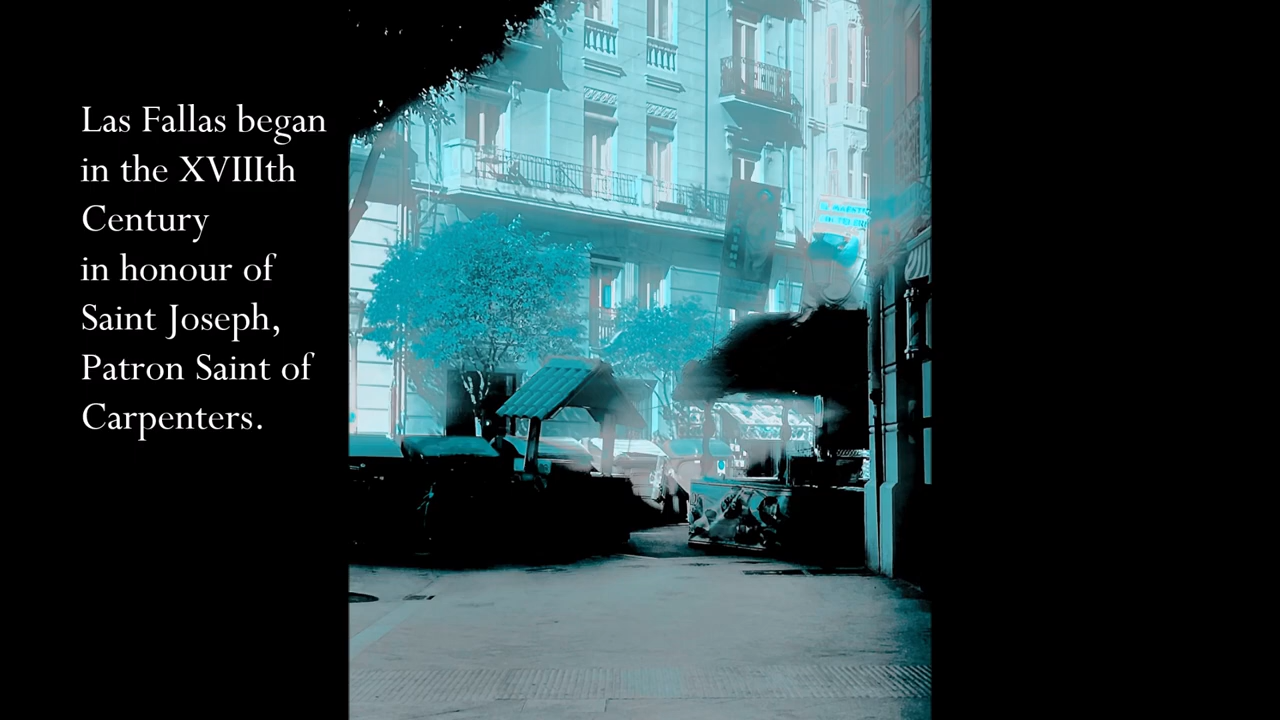 Las Fallas began
in the XVIIIth
Century
in honour of
Saint Joseph,
Patron Saint of
Carpenters.